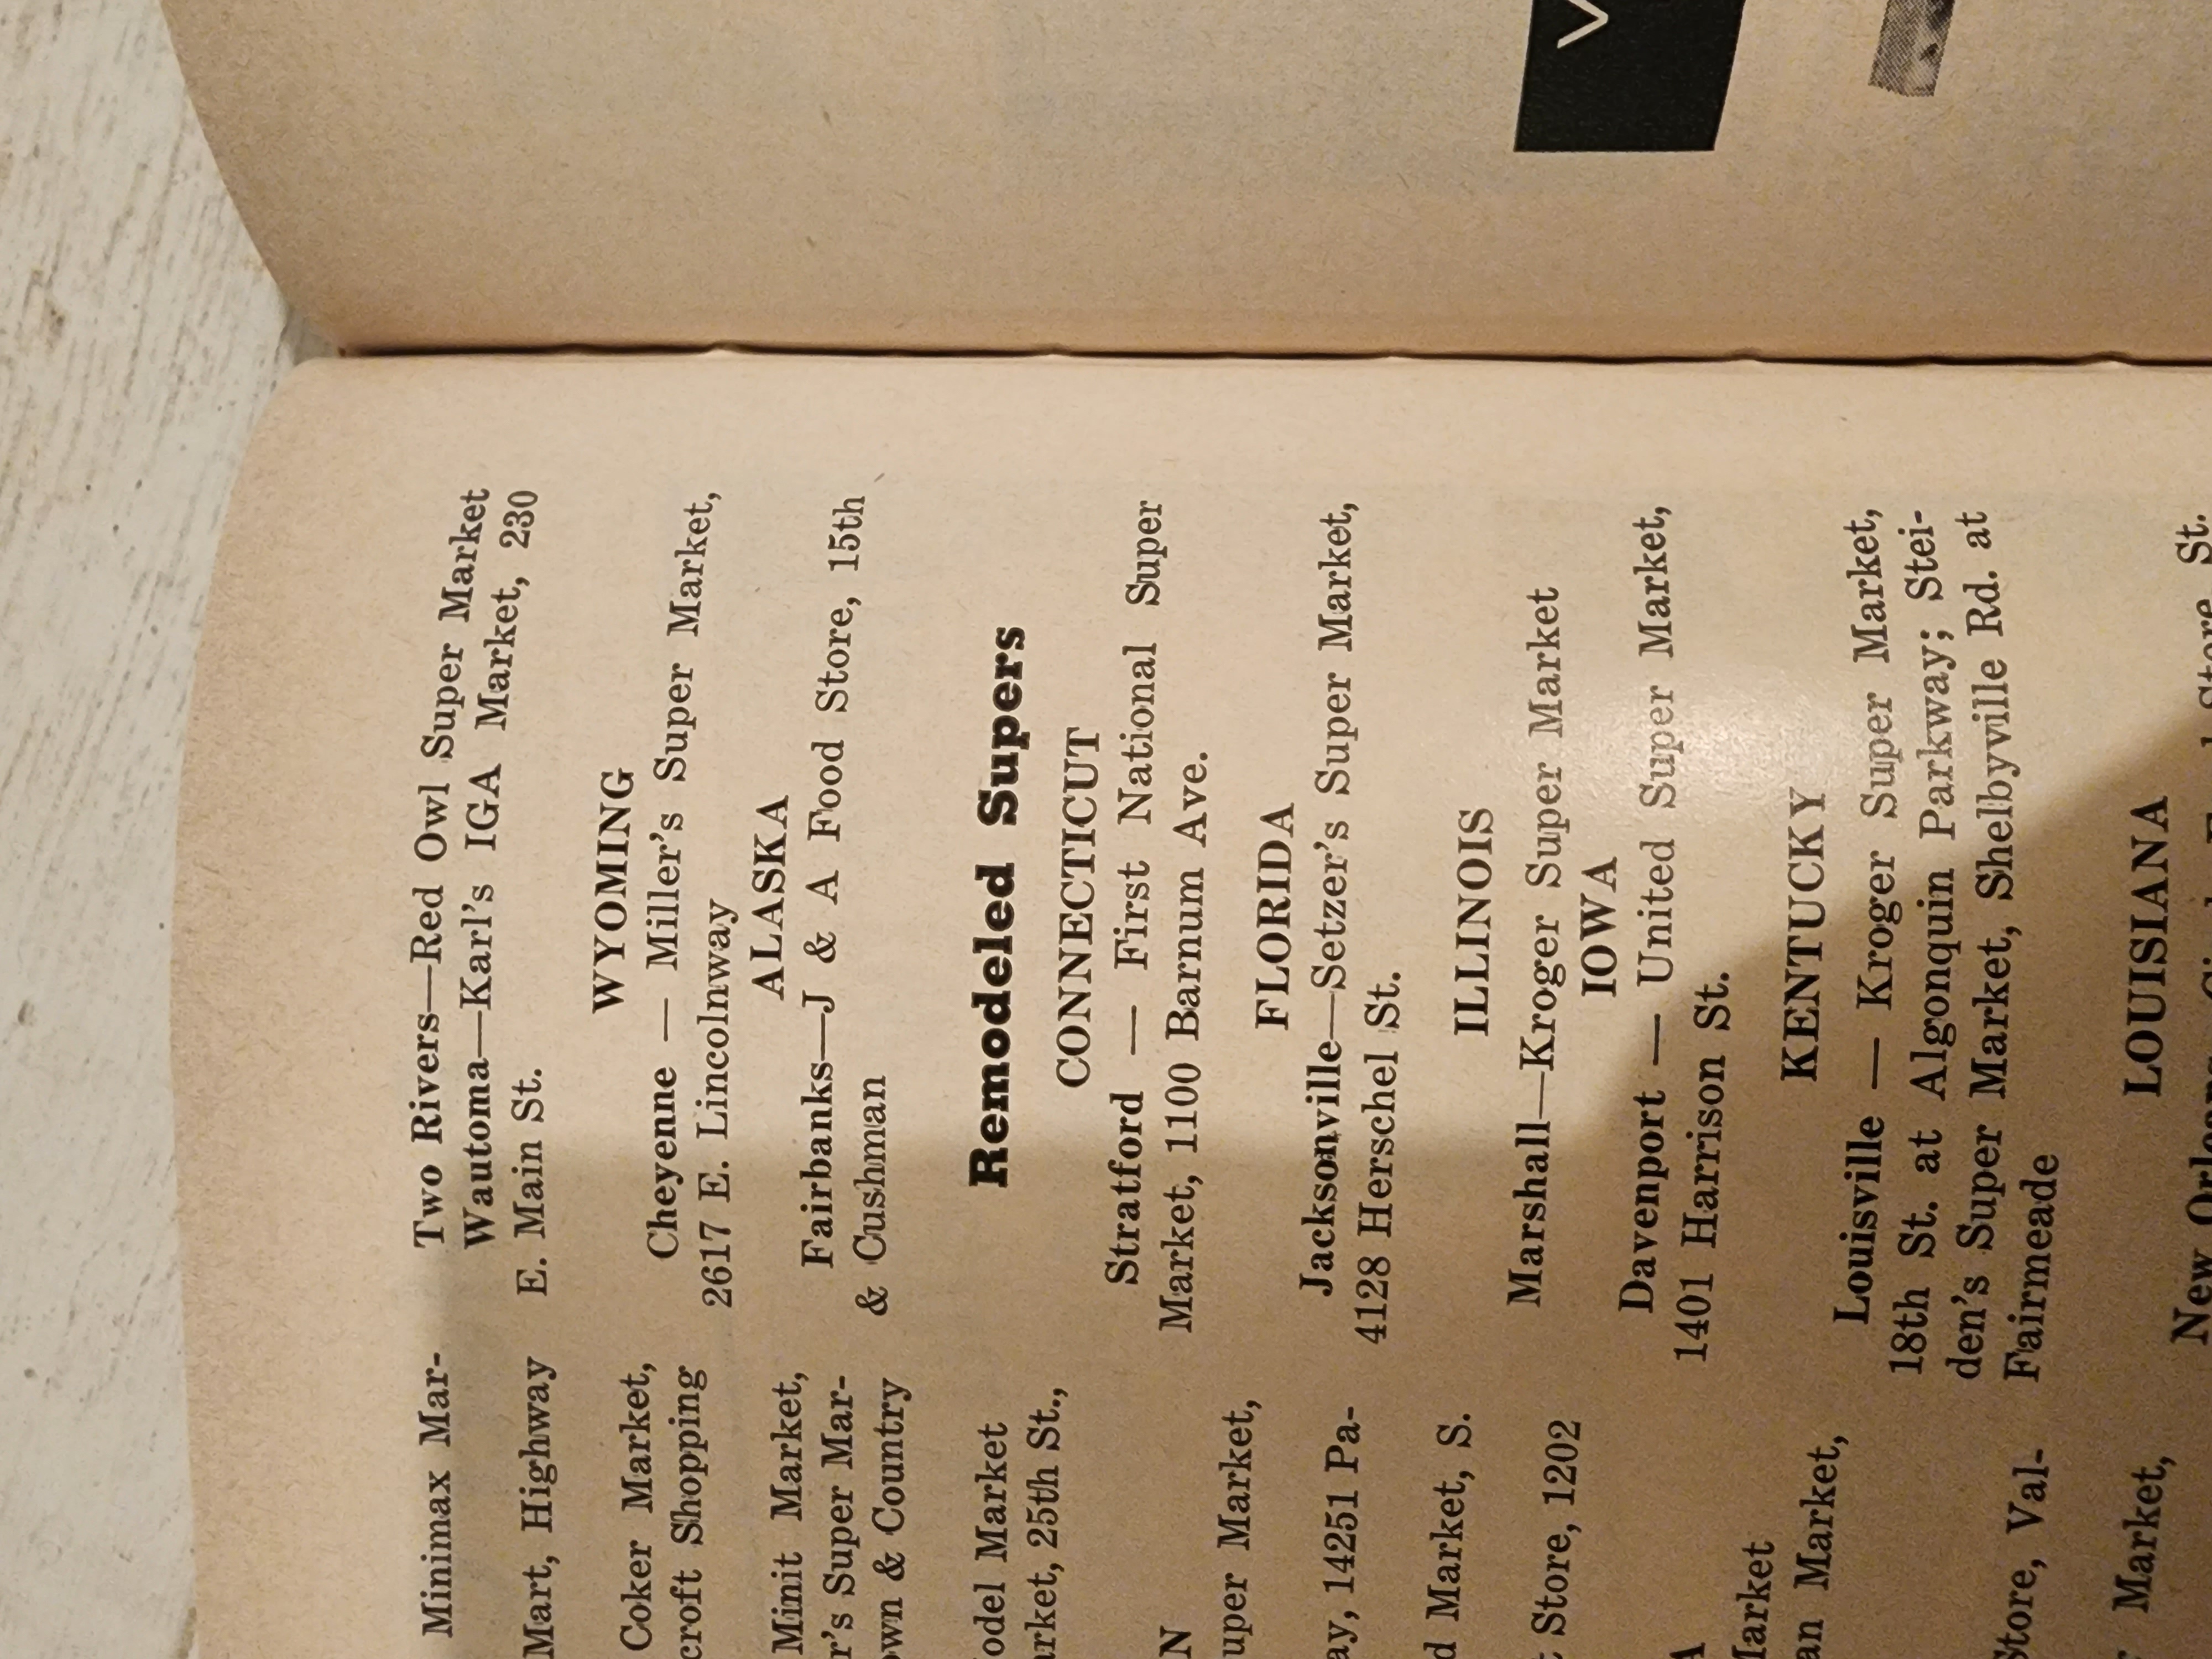 Minimax Mar-
Mart, Highway
Coker Market,
croft Shopping
Minit Market,
r's Super Mar-
own & Country
odel Market
arket, 25th St.,
N
uper Market,
ay, 14251 Pa-
d Market, S.
t Store, 1202
A
Market
an Market,
Store, Val-
Market,
Two Rivers—Red Owl Super Market
Wautoma—Karl's IGA Market, 230
E. Main St.
WYOMING
Cheyenne — Miller's Super Market,
2617 E. Lincolnway
ALASKA
Fairbanks—J & A Food Store, 15th
& Cushman
Remodeled Supers
CONNECTICUT
Stratford — First National Super
Market, 1100 Barnum Ave.
FLORIDA
Jacksonville—Setzer's Super Market,
4128 Herschel St.
ILLINOIS
Marshall—Kroger Super Market
IOWA
Davenport — United Super Market,
1401 Harrison St.
KENTUCKY
Louisville — Kroger Super Market,
18th St. at Algonquin Parkway; Stei-
den's Super Market, Shelbyville Rd. at
Fairmeade
LOUISIANA
New Store, St.
V